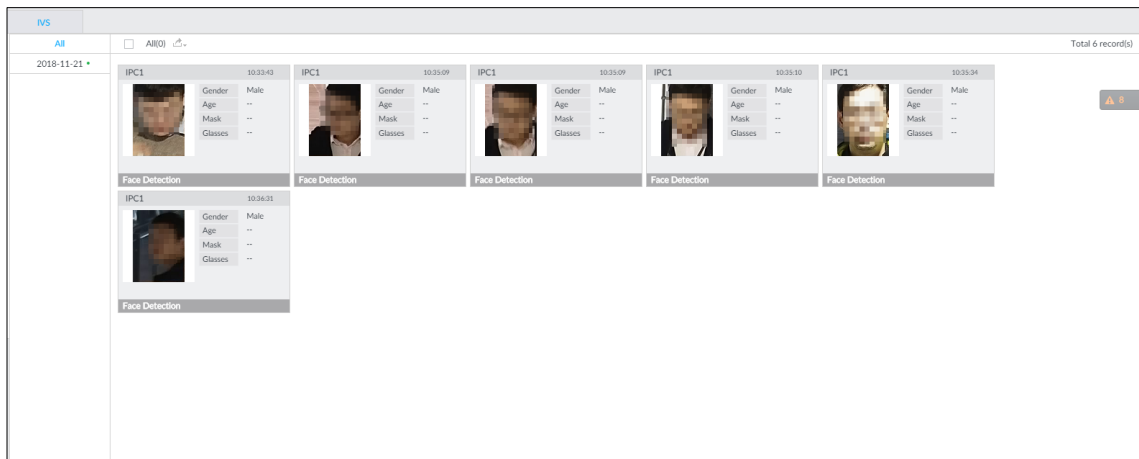 IVS
All
All(0)
Total 6 record(s)
2018-11-21
IPC1 10:33:43
Gender Male
Age --
Mask --
Glasses --
Face Detection
IPC1 10:35:09
Gender Male
Age --
Mask --
Glasses --
Face Detection
IPC1 10:35:09
Gender Male
Age --
Mask --
Glasses --
Face Detection
IPC1 10:35:10
Gender Male
Age --
Mask --
Glasses --
Face Detection
IPC1 10:35:34
Gender Male
Age --
Mask --
Glasses --
Face Detection
8
IPC1 10:36:31
Gender Male
Age --
Mask --
Glasses --
Face Detection